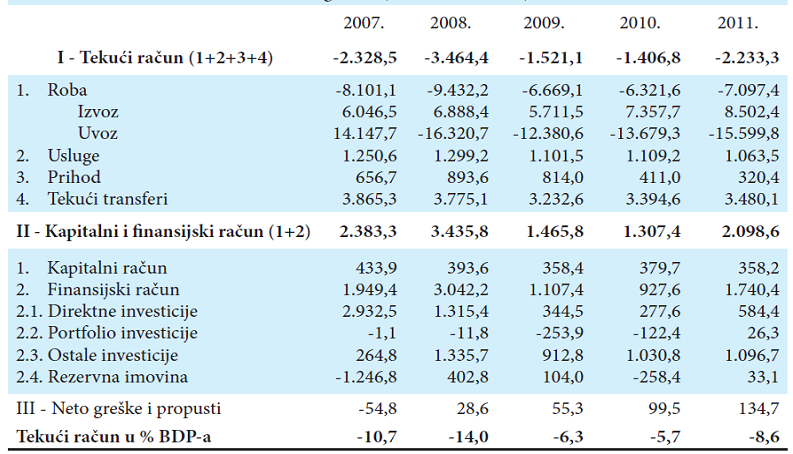 2007. 2008. 2009. 2010. 2011.
I - Tekući račun (1+2+3+4) -2.328,5 -3.464,4 -1.521,1 -1.406,8 -2.233,3
1. Roba -8.101,1 -9.432,2 -6.669,1 -6.321,6 -7.097,4
Izvoz 6.046,5 6.888,4 5.711,5 7.357,7 8.502,4
Uvoz 14.147,7 -16.320,7 -12.380,6 -13.679,3 -15.599,8
2. Usluge 1.250,6 1.299,2 1.101,5 1.109,2 1.063,5
3. Prihod 656,7 893,6 814,0 411,0 320,4
4. Tekući transferi 3.865,3 3.775,1 3.232,6 3.394,6 3.480,1
II - Kapitalni i finansijski račun (1+2) 2.383,3 3.435,8 1.465,8 1.307,4 2.098,6
1. Kapitalni račun 433,9 393,6 358,4 379,7 358,2
2. Finansijski račun 1.949,4 3.042,2 1.107,4 927,6 1.740,4
2.1. Direktne investicije 2.932,5 1.315,4 344,5 277,6 584,4
2.2. Portfolio investicije -1,1 -11,8 -253,9 -122,4 26,3
2.3. Ostale investicije 264,8 1.335,7 912,8 1.030,8 1.096,7
2.4. Rezervna imovina -1.246,8 402,8 104,0 -258,4 33,1
III - Neto greške i propusti -54,8 28,6 55,3 99,5 134,7
Tekući račun u % BDP-a -10,7 -14,0 -6,3 -5,7 -8,6